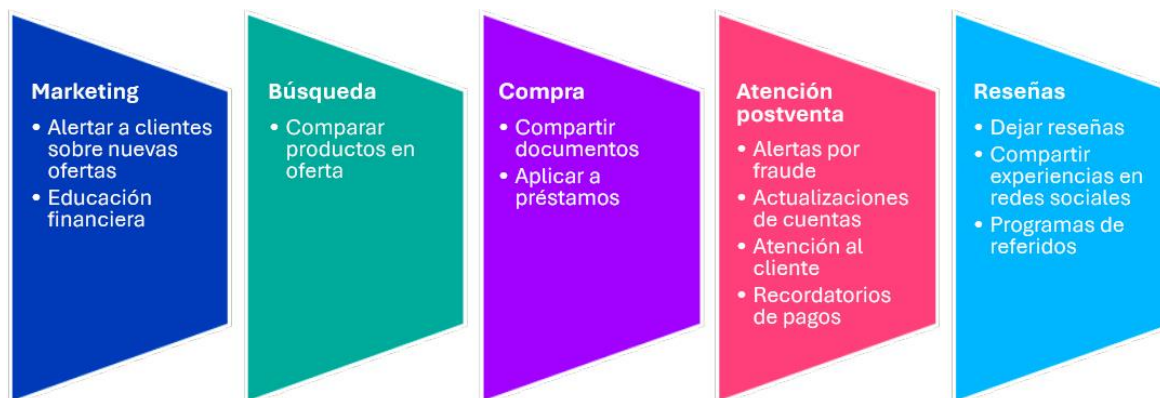 Marketing
• Alertar a clientes
sobre nuevas
ofertas
• Educación
financiera
Búsqueda
• Comparar
productos en
oferta
Compra
• Compartir
documentos
• Aplicar a
préstamos
Atención
postventa
• Alertas por
fraude
• Actualizaciones
de cuentas
• Atención al
cliente
• Recordatorios
de pagos
Reseñas
• Dejar reseñas
• Compartir
experiencias en
redes sociales
• Programas de
referidos